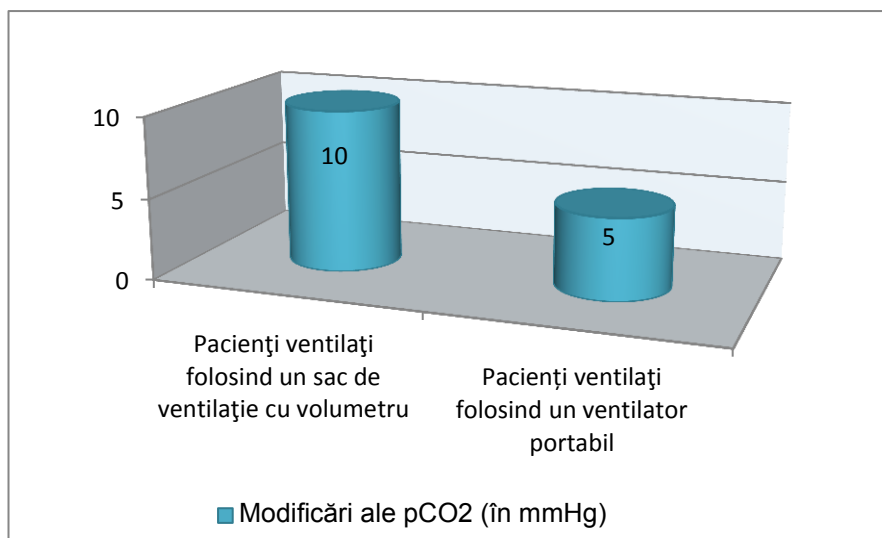 10
5
0
10
5
Pacienţi ventilaţi
folosind un sac de
ventilaţie cu volumetru
Pacienți ventilaţi
folosind un ventilator
portabil
Modificări ale pCO2 (în mmHg)